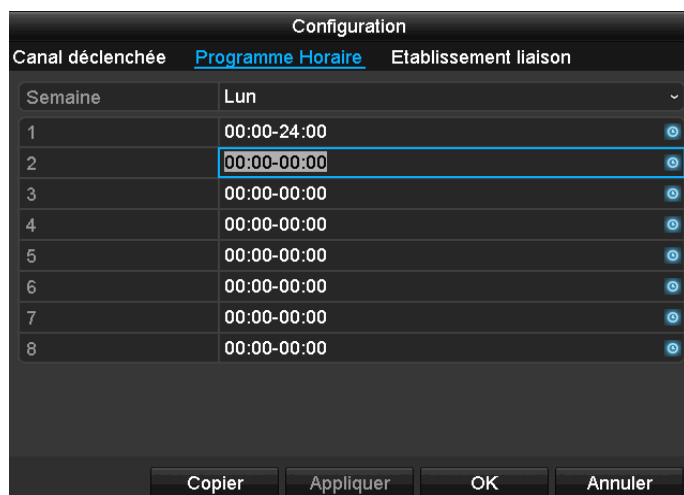 Configuration
Canal déclenchée Programme Horaire Etablissement liaison
Semaine Lun
1 00:00-24:00
2 00:00-00:00
3 00:00-00:00
4 00:00-00:00
5 00:00-00:00
6 00:00-00:00
7 00:00-00:00
8 00:00-00:00
Copier Appliquer OK Annuler